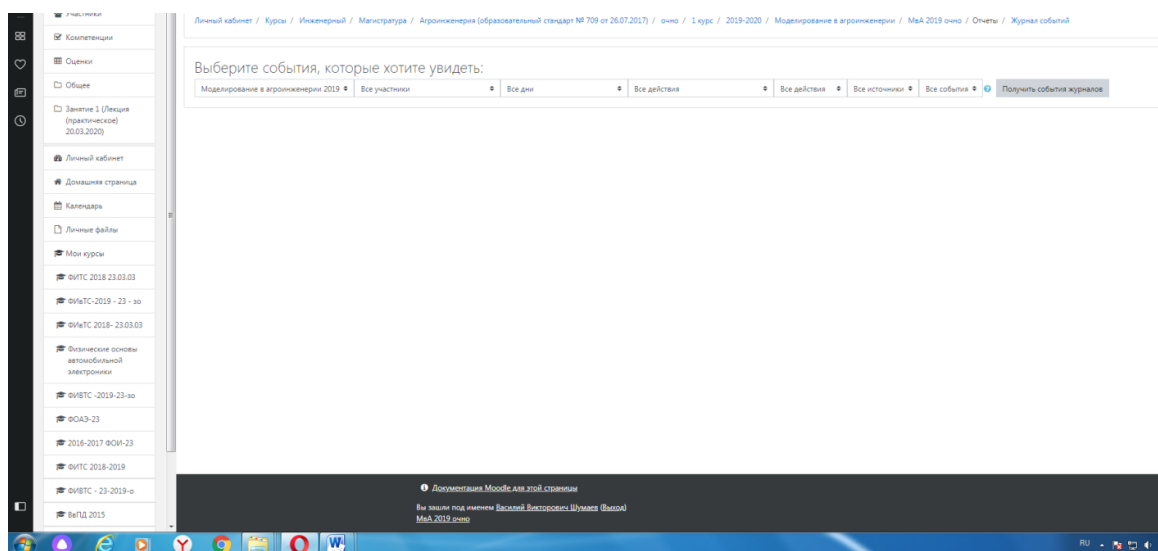 Участники
Личный кабинет / Курсы / Инженерный / Магистратура / Агроинженерия (образовательный стандарт № 709 от 26.07.2017) / очно / 1 курс / 2019-2020 / Моделирование в агроинженерии / МвА 2019 очно / Отчеты / Журнал событий
Компетенции
Оценки
Общее
Занятие 1 (Лекция
(практическое)
20.03.2020)
Личный кабинет
Домашняя страница
Календарь
Личные файлы
Мои курсы
ФИТС 2018 23.03.03
ФИвТС-2019 - 23 - зо
ФИвТС 2018- 23.03.03
Физические основы
автомобильной
электроники
ФИВТС -2019-23-зо
ФОАЭ-23
2016-2017 ФОИ-23
ФИТС 2018-2019
ФИВТС - 23-2019-о
ВвПД 2015
Выберите события, которые хотите увидеть:
Моделирование в агроинженерии 2019 Все участники Все дни Все действия Все действия Все источники Все события Получить события журналов
Документация Moodle для этой страницы
Вы зашли под именем Василий Викторович Шумаев (Выход)
МвА 2019 очно
RU